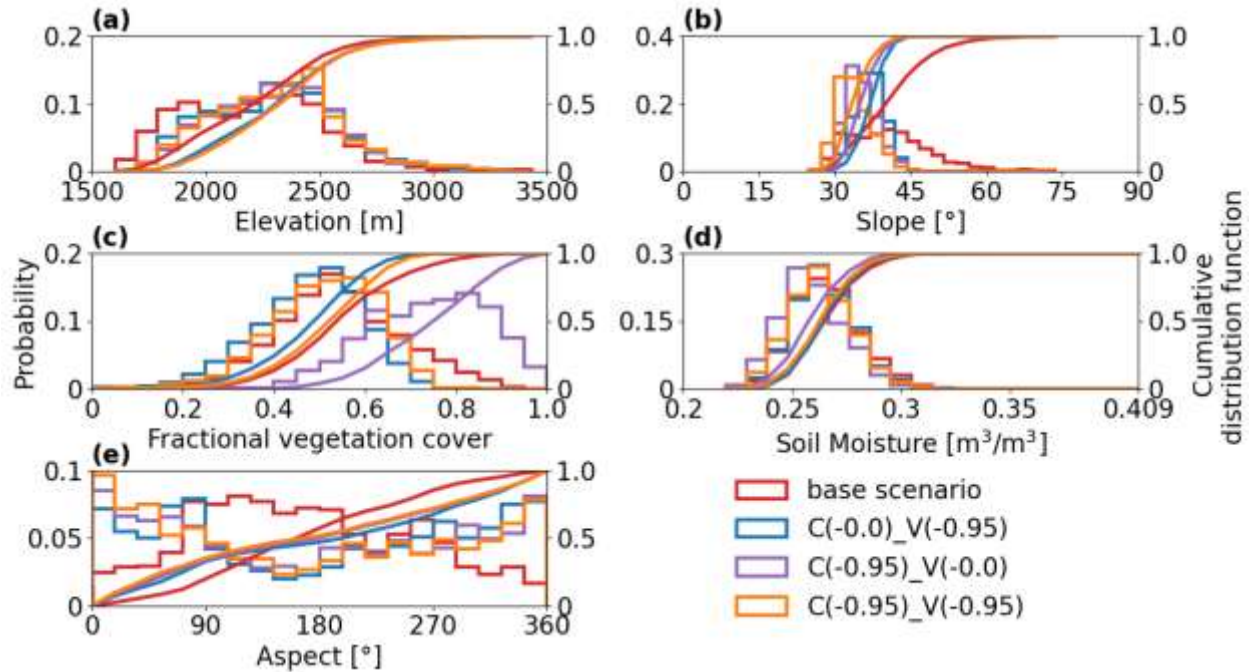 (a)
0.2
0.1
0
1.0
0.5
0
1500 2000 2500 3000 3500
Elevation [m]
(b)
0.4
0.2
0
1.0
0.5
0
0 15 30 45 60 75 90
Slope [°]
(c)
0.2
0.1
0
1.0
0.5
0
0 0.2 0.4 0.6 0.8 1.0
Fractional vegetation cover
Probability
(d)
0.3
0.15
0
1.0
0.5
0
0.2 0.25 0.3 0.35 0.409
Soil Moisture [m³/m³]
Cumulative
distribution function
(e)
0.1
0.05
0
1.0
0.5
0
0 90 180 270 360
Aspect [°]
base scenario
C(-0.0)_V(-0.95)
C(-0.95)_V(-0.0)
C(-0.95)_V(-0.95)